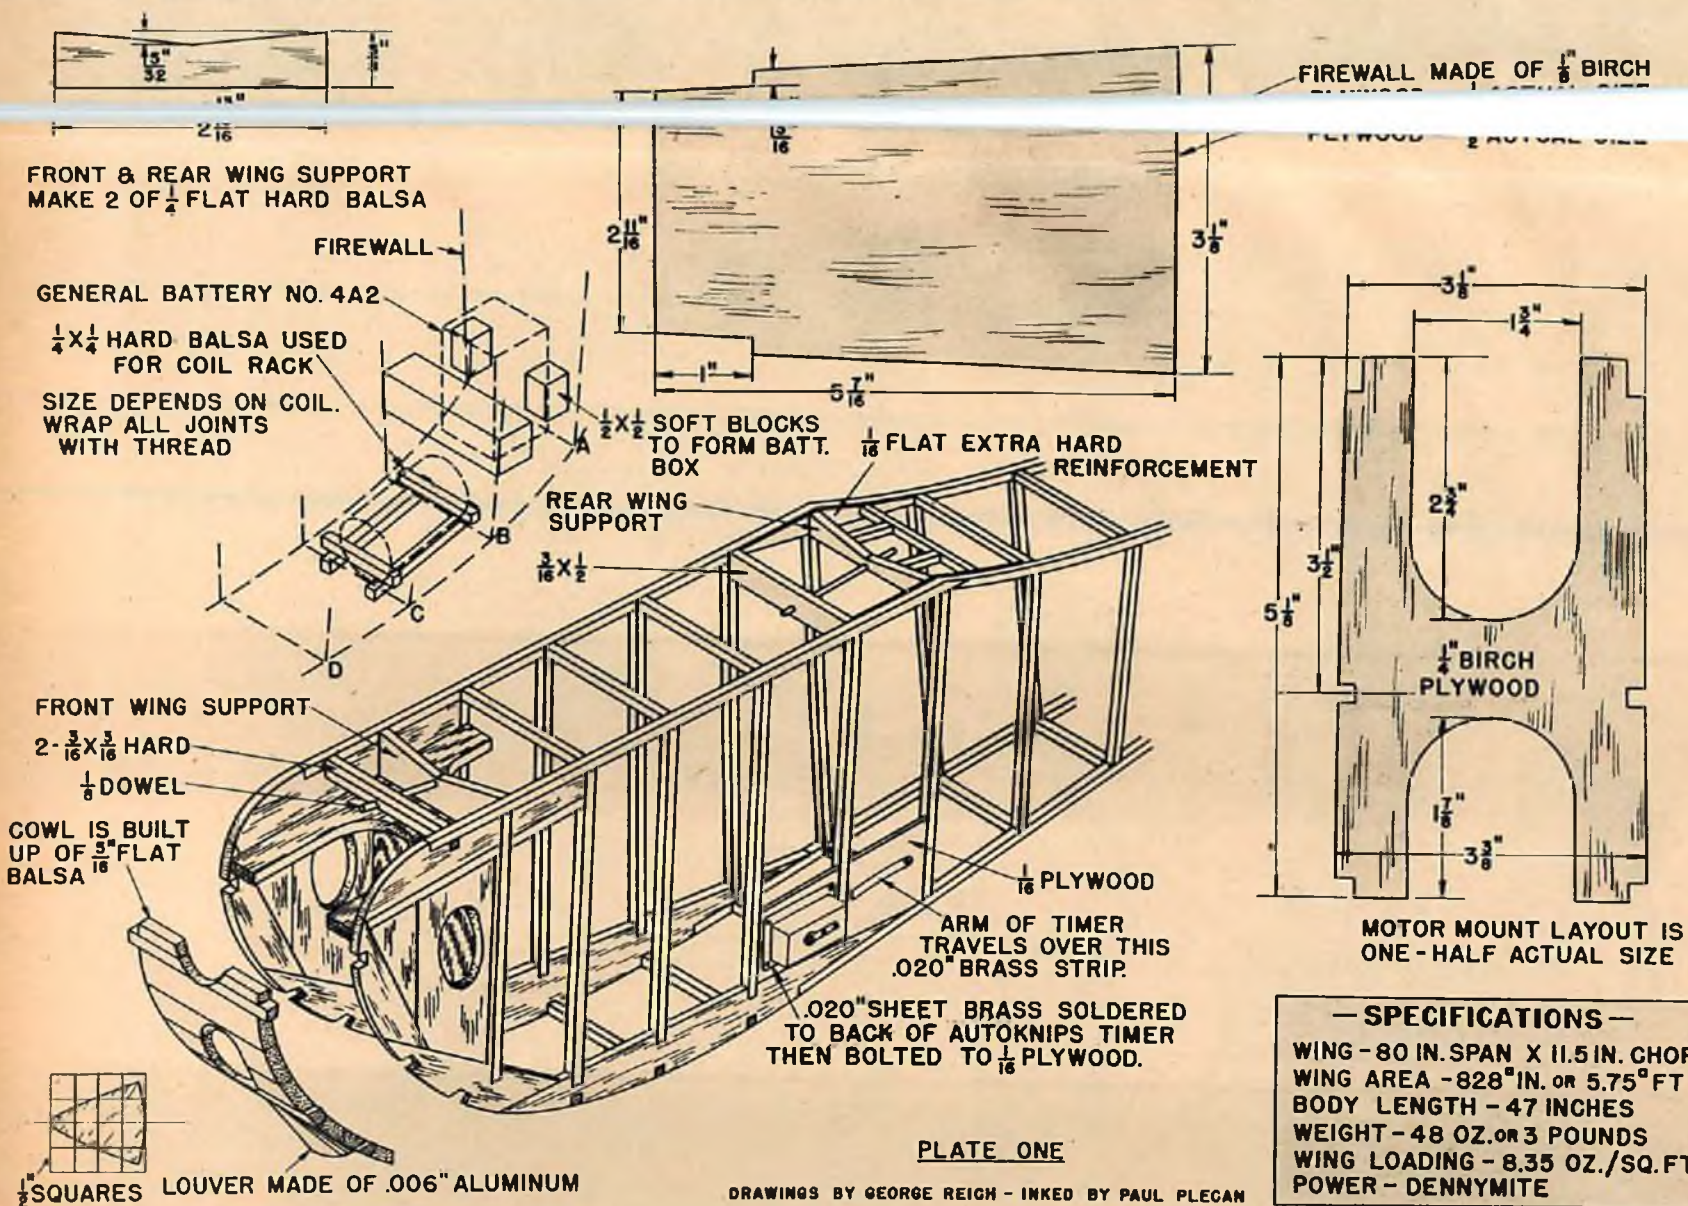 3/32"
5/8"
2 11/16"
FRONT & REAR WING SUPPORT
MAKE 2 OF 1/4 FLAT HARD BALSA
FIREWALL MADE OF 1/8" BIRCH
PLYWOOD - 1/2 ACTUAL SIZE
2 11/16"
3 1/8"
1"
5 7/16"
FIREWALL
GENERAL BATTERY NO. 4A2
1/4 X 1/4 HARD BALSA USED
FOR COIL RACK
SIZE DEPENDS ON COIL.
WRAP ALL JOINTS
WITH THREAD
1/2 X 1/2 SOFT BLOCKS
TO FORM BATT.
BOX
A
B
C
D
1/16 FLAT EXTRA HARD
REINFORCEMENT
REAR WING
SUPPORT
3/16 X 1/2
FRONT WING SUPPORT
2 - 3/16 X 3/16 HARD
1/8 DOWEL
COWL IS BUILT
UP OF 3/16" FLAT
BALSA
1/16 PLYWOOD
ARM OF TIMER
TRAVELS OVER THIS
.020" BRASS STRIP.
.020" SHEET BRASS SOLDERED
TO BACK OF AUTOKNIPS TIMER
THEN BOLTED TO 1/16 PLYWOOD.
1/2" SQUARES
LOUVER MADE OF .006" ALUMINUM
3 1/8"
1 3/4"
2 3/4"
3 1/2"
5 1/8"
1/4" BIRCH
PLYWOOD
1 7/8"
3 3/8"
MOTOR MOUNT LAYOUT IS
ONE-HALF ACTUAL SIZE
— SPECIFICATIONS —
WING - 80 IN. SPAN X 11.5 IN. CHOR
WING AREA - 828□" IN. OR 5.75□ FT
BODY LENGTH - 47 INCHES
WEIGHT - 48 OZ. OR 3 POUNDS
WING LOADING - 8.35 OZ./SQ. FT
POWER - DENNYMITE
PLATE ONE
DRAWINGS BY GEORGE REICH - INKED BY PAUL PLECAN